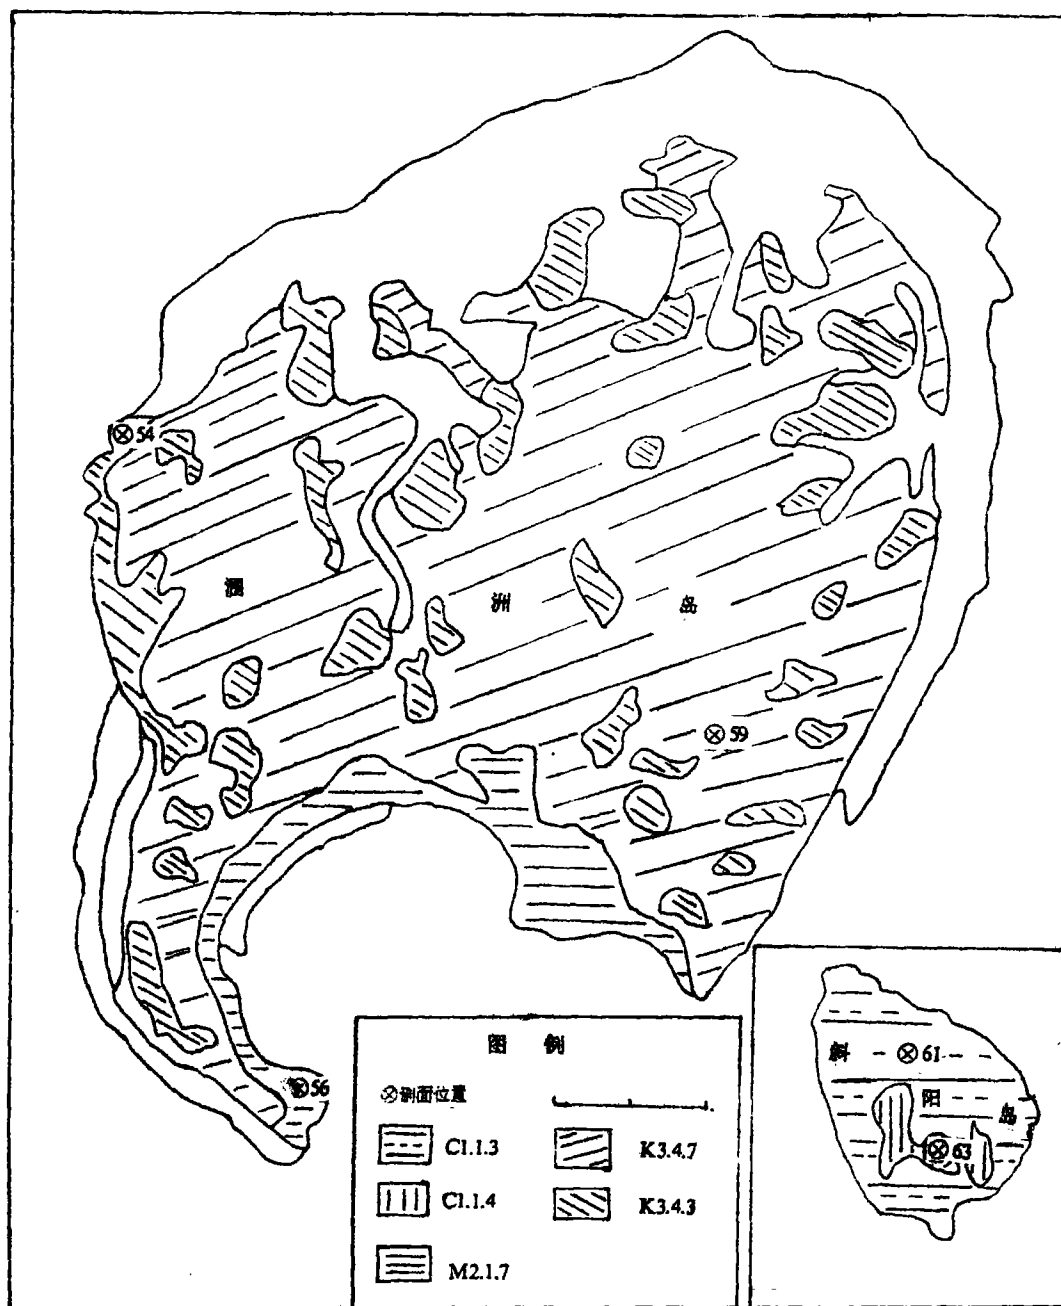 ⊗54
涠 洲 岛
⊗59
⊗56
图 例
⊗剖面位置
C1.1.3
K3.4.7
C1.1.4
K3.4.3
M2.1.7
斜
⊗61
阳
岛
⊗63